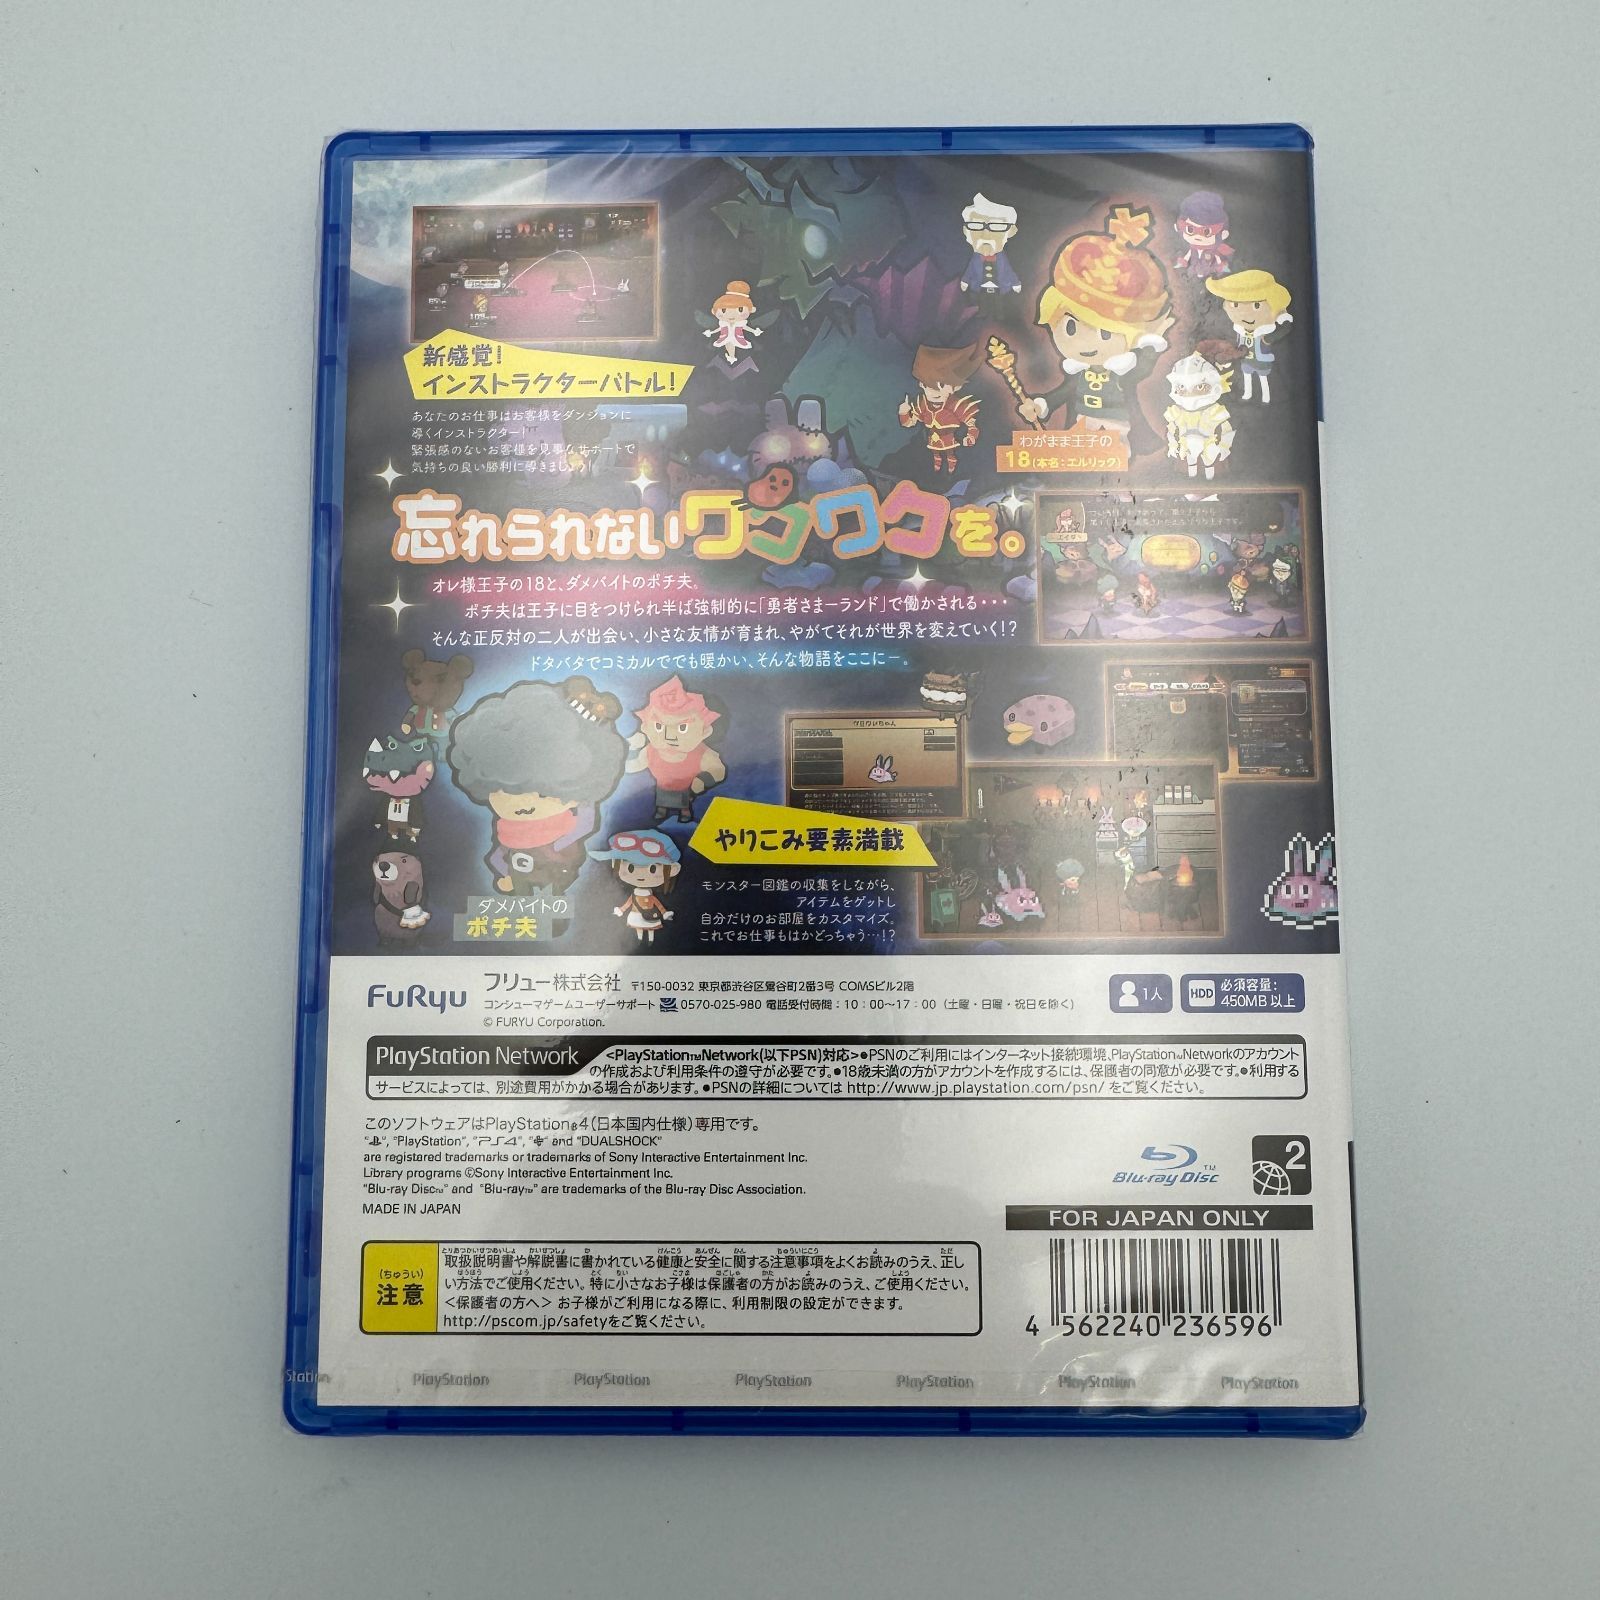 新感覚!
インストラクターバトル!
あなたのお仕事はお客様をダンジョンに
導くインストラクター!
緊張感のないお客様を見事なサポートで
気持ちの良い勝利に導きましょう!
わがまま王子の
18(本名:エルリック)
忘れられないワクワクを。
オレ様王子の18と、ダメバイトのポチ夫。
ポチ夫は王子に目をつけられ半ば強制的に「勇者さまーランド」で働かされる・・・
そんな正反対の二人が出会い、小さな友情が育まれ、やがてそれが世界を変えていく!?
ドタバタでコミカルででも暖かい、そんな物語をここに―。
やりこみ要素満載
モンスター図鑑の収集をしながら、
アイテムをゲットし
自分だけのお部屋をカスタマイズ。
これでお仕事もはかどっちゃう…!?
ダメバイトの
ポチ夫
FuRyu フリュー株式会社 〒150-0032 東京都渋谷区鶯谷町2番3号 COMSビル2階
コンシューマゲームユーザーサポート 0570-025-980 電話受付時間:10:00~17:00 (土曜・日曜・祝日を除く)
© FURYU Corporation.
1人
HDD 必須容量:
450MB以上
PlayStation Network
<PlayStation™Network(以下PSN)対応>●PSNのご利用にはインターネット接続環境、PlayStation™Networkのアカウント
の作成および利用条件の遵守が必要です。●18歳未満の方がアカウントを作成するには、保護者の同意が必要です。●利用する
サービスによっては、別途費用がかかる場合があります。●PSNの詳細については http://www.jp.playstation.com/psn/ をご覧ください。
このソフトウェアはPlayStation®4(日本国内仕様)専用です。
"PlayStation", "PS4", and "DUALSHOCK"
are registered trademarks or trademarks of Sony Interactive Entertainment Inc.
Library programs ©Sony Interactive Entertainment Inc.
"Blu-ray Disc™" and "Blu-ray™" are trademarks of the Blu-ray Disc Association.
MADE IN JAPAN
Blu-ray Disc™
2
FOR JAPAN ONLY
(ちゅうい)
注意
取扱説明書や解説書に書かれている健康と安全に関する注意事項をよくお読みのうえ、正し
い方法でご使用ください。特に小さなお子様は保護者の方がお読みのうえ、ご使用ください。
<保護者の方へ> お子様がご利用になる際に、利用制限の設定ができます。
http://pscom.jp/safetyをご覧ください。
4 562240 236596
PlayStation PlayStation PlayStation PlayStation PlayStation PlayStation